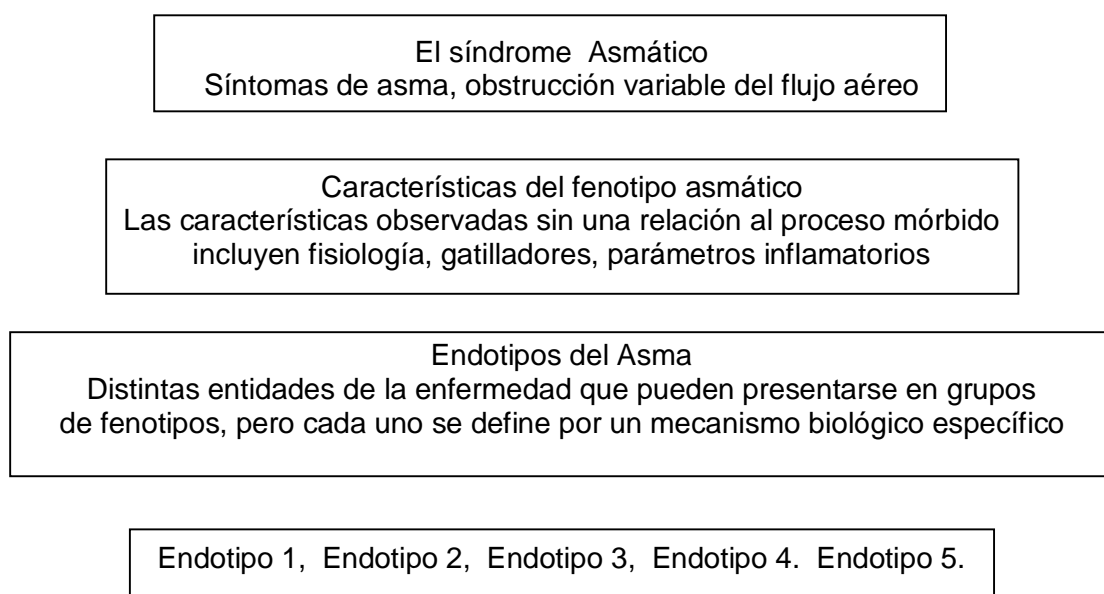 El síndrome  Asmático
Síntomas de asma, obstrucción variable del flujo aéreo
Características del fenotipo asmático
Las características observadas sin una relación al proceso mórbido
incluyen fisiología, gatilladores, parámetros inflamatorios
Endotipos del Asma
Distintas entidades de la enfermedad que pueden presentarse en grupos
de fenotipos, pero cada uno se define por un mecanismo biológico específico
Endotipo 1,  Endotipo 2,  Endotipo 3,  Endotipo 4.  Endotipo 5.